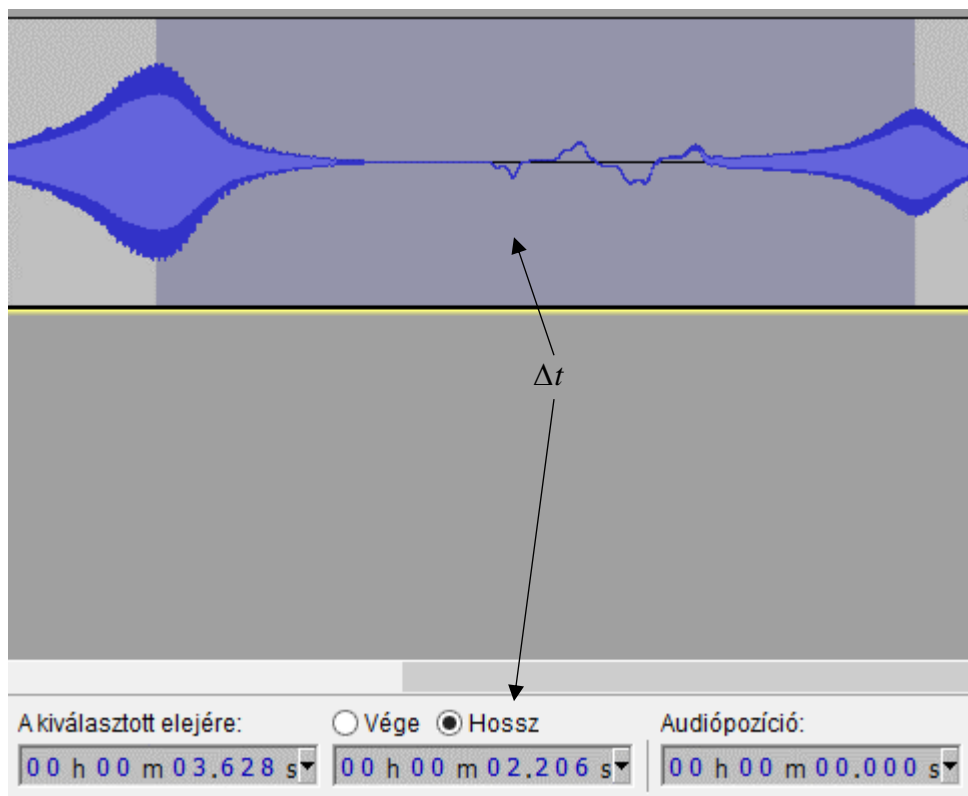 Δt
A kiválasztott elejére: Vége Hossz Audiópozíció:
00 h 00 m 03.628 s 00 h 00 m 02.206 s 00 h 00 m 00.000 s